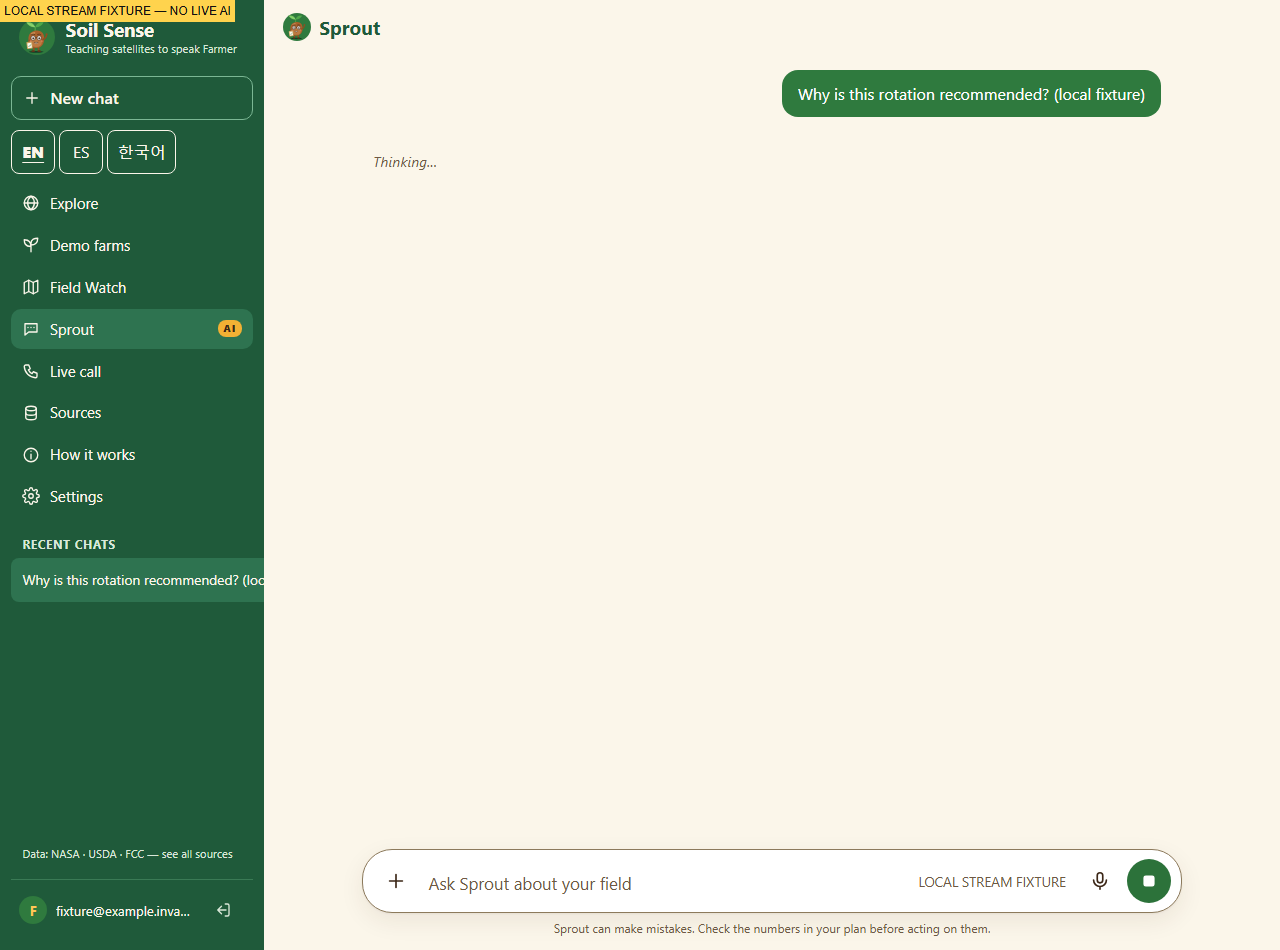 LOCAL STREAM FIXTURE — NO LIVE AI
Soil Sense
Teaching satellites to speak Farmer
New chat
EN ES 한국어
Explore
Demo farms
Field Watch
Sprout AI
Live call
Sources
How it works
Settings
RECENT CHATS
Why is this rotation recommended? (loc
Data: NASA · USDA · FCC — see all sources
F fixture@example.inva...
Sprout
Why is this rotation recommended? (local fixture)
Thinking...
Ask Sprout about your field LOCAL STREAM FIXTURE
Sprout can make mistakes. Check the numbers in your plan before acting on them.